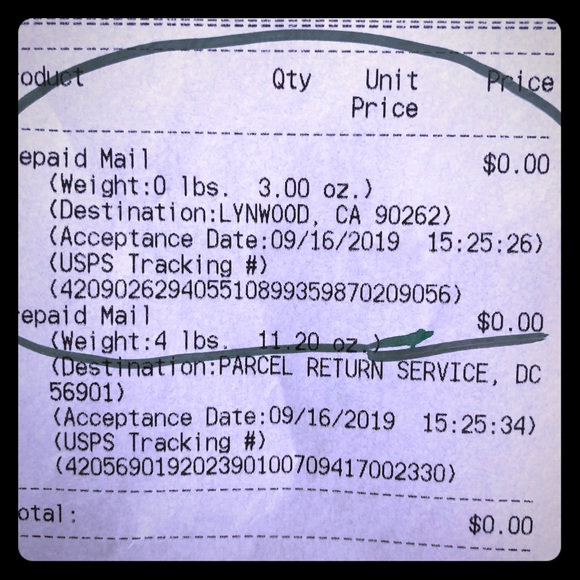 oduct Qty Unit Price
Price
epaid Mail $0.00
(Weight:0 lbs. 3.00 oz.)
(Destination:LYNWOOD, CA 90262)
(Acceptance Date:09/16/2019 15:25:26)
(USPS Tracking #)
(420902629405510899359870209056)
epaid Mail $0.00
(Weight:4 lbs. 11.20 oz.)
(Destination:PARCEL RETURN SERVICE, DC
56901)
(Acceptance Date:09/16/2019 15:25:34)
(USPS Tracking #)
(420569019202390100709417002330)
otal: $0.00